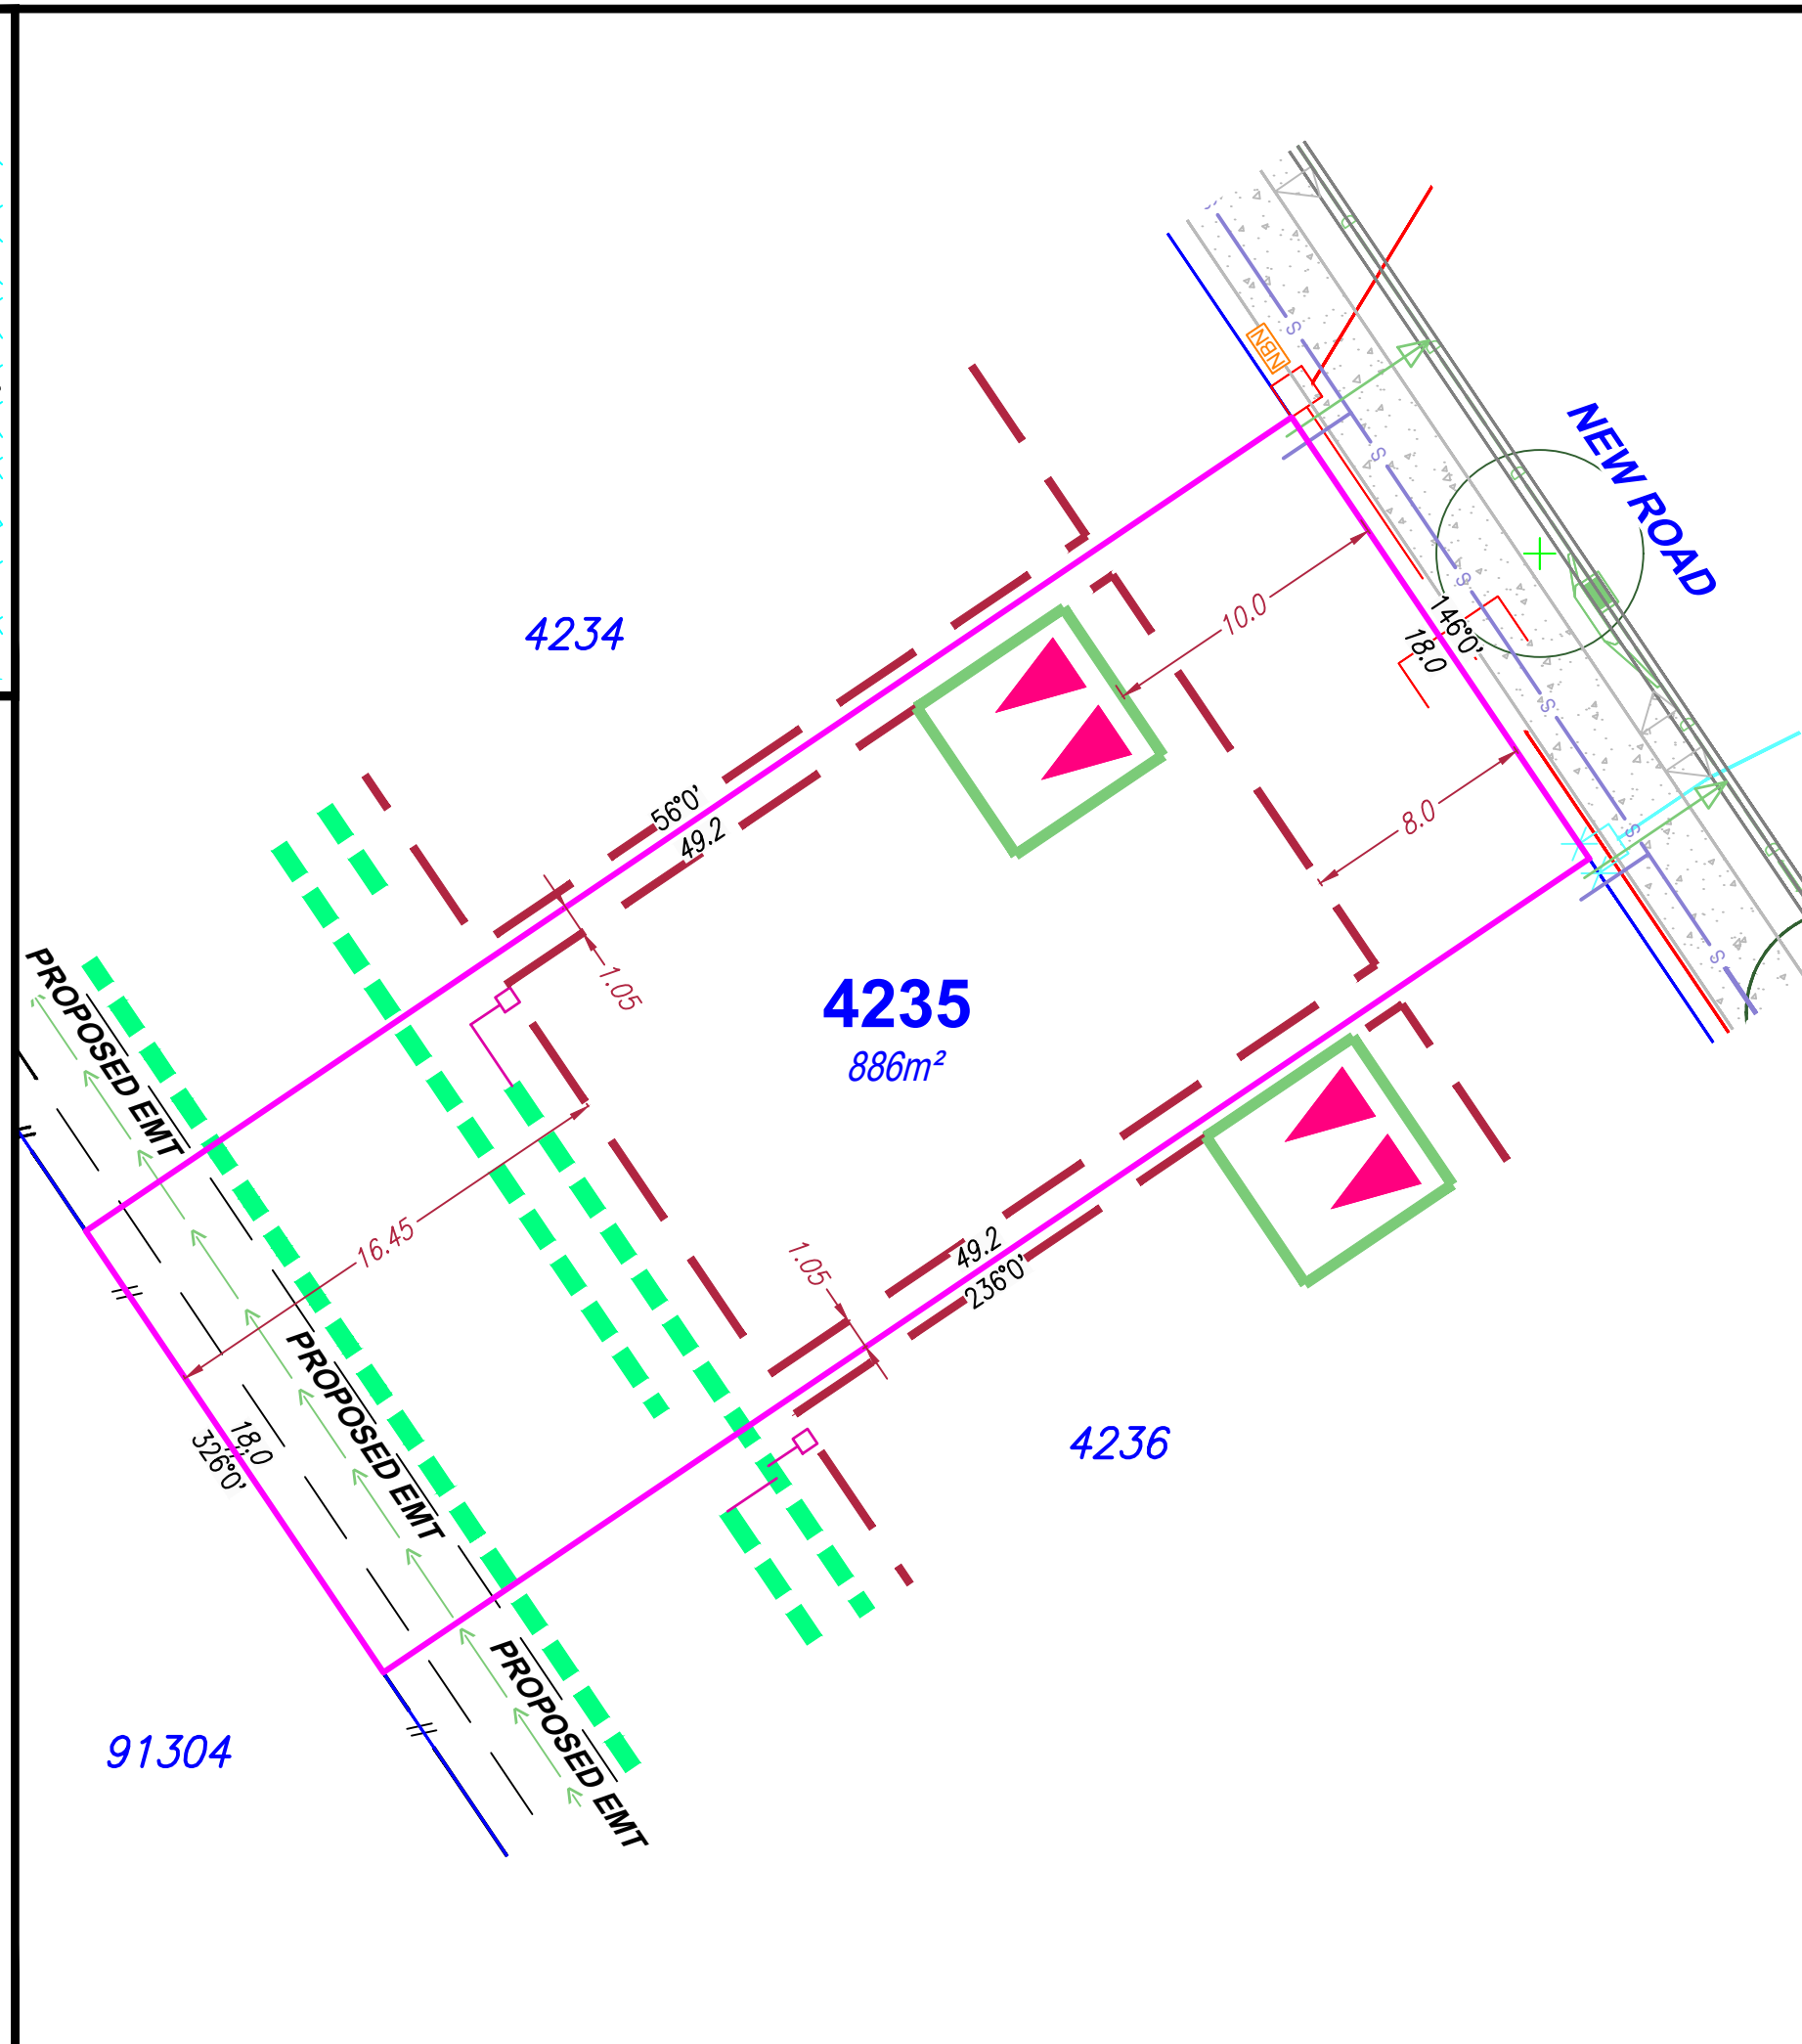 NEW ROAD
NBN
S
S
S
S
S
S
S
4234
10.0
146°0'
18.0
8.0
56°0'
49.2
1.05
4235
886m²
PROPOSED EMT
16.45
1.05
49.2
236°0'
PROPOSED EMT
18.0
326°0'
4236
PROPOSED EMT
91304